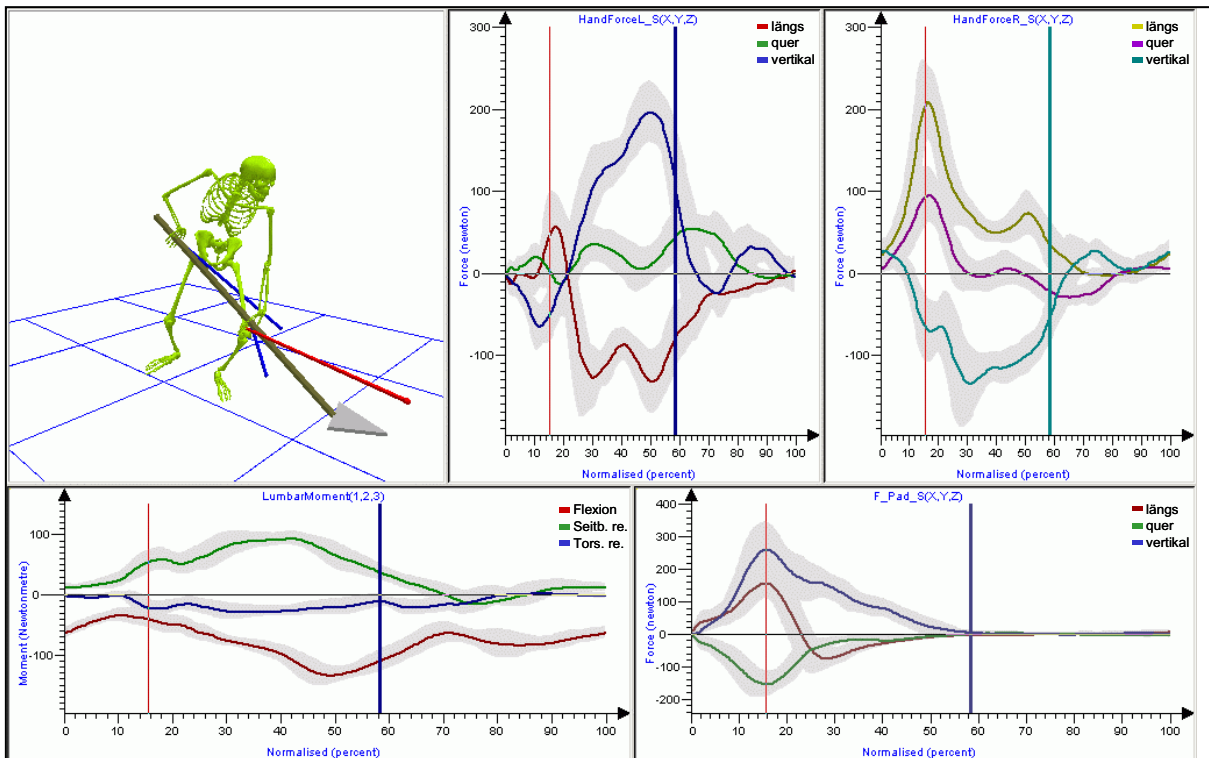 HandForceL_S(X,Y,Z)
längs
quer
vertikal
300
200
100
0
-100
Force (newton)
0 10 20 30 40 50 60 70 80 90 100
Normalised (percent)
HandForceR_S(X,Y,Z)
längs
quer
vertikal
300
200
100
0
-100
Force (newton)
0 10 20 30 40 50 60 70 80 90 100
Normalised (percent)
LumbarMoment(1,2,3)
Flexion
Seitb. re.
Tors. re.
100
0
-100
Moment (Newtonmetre)
0 10 20 30 40 50 60 70 80 90 100
Normalised (percent)
F_Pad_S(X,Y,Z)
längs
quer
vertikal
400
300
200
100
0
-100
-200
Force (newton)
0 10 20 30 40 50 60 70 80 90 100
Normalised (percent)